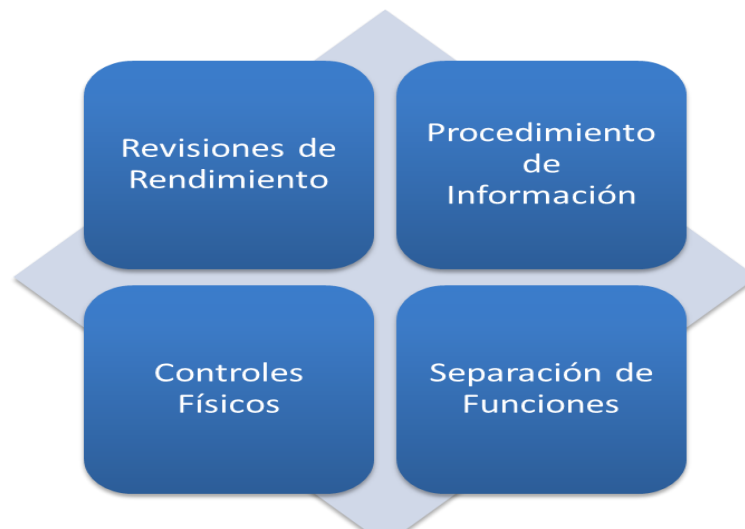 Revisiones de
Rendimiento
Procedimiento
de
Información
Controles
Físicos
Separación de
Funciones